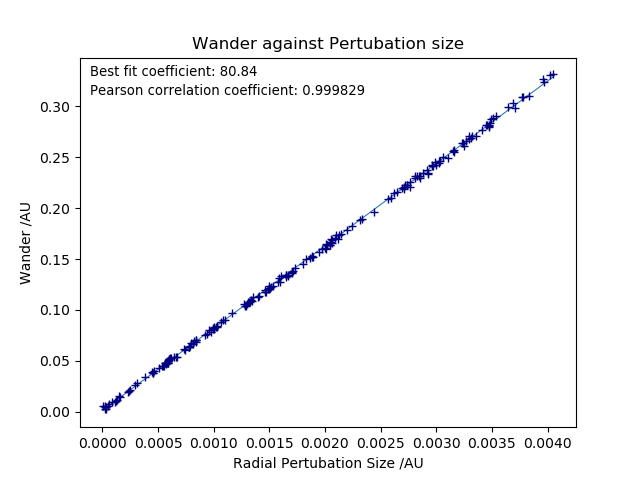 Wander against Pertubation size
Best fit coefficient: 80.84
Pearson correlation coefficient: 0.999829
Wander /AU
0.30
0.25
0.20
0.15
0.10
0.05
0.00
0.0000 0.0005 0.0010 0.0015 0.0020 0.0025 0.0030 0.0035 0.0040
Radial Pertubation Size /AU